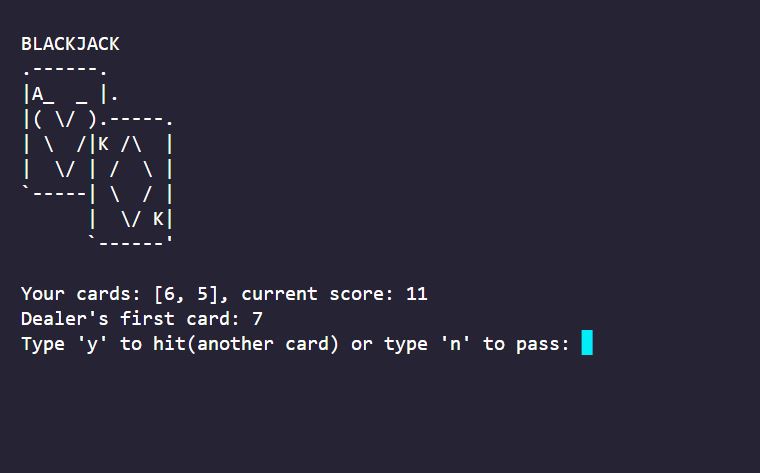 BLACKJACK
.------.
|A_  _ |.
|( \/ ).-----.
| \  /|K /\  |
|  \/ | /  \ |
`-----| \  / |
      |  \/ K|
      `------'
Your cards: [6, 5], current score: 11
Dealer's first card: 7
Type 'y' to hit(another card) or type 'n' to pass: